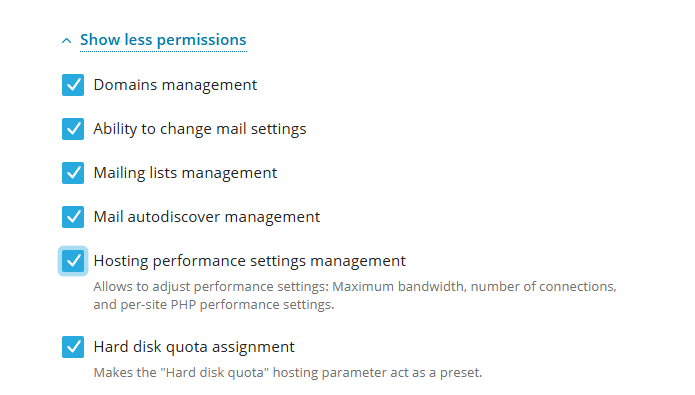 Show less permissions
Domains management
Ability to change mail settings
Mailing lists management
Mail autodiscover management
Hosting performance settings management
Allows to adjust performance settings: Maximum bandwidth, number of connections,
and per-site PHP performance settings.
Hard disk quota assignment
Makes the "Hard disk quota" hosting parameter act as a preset.